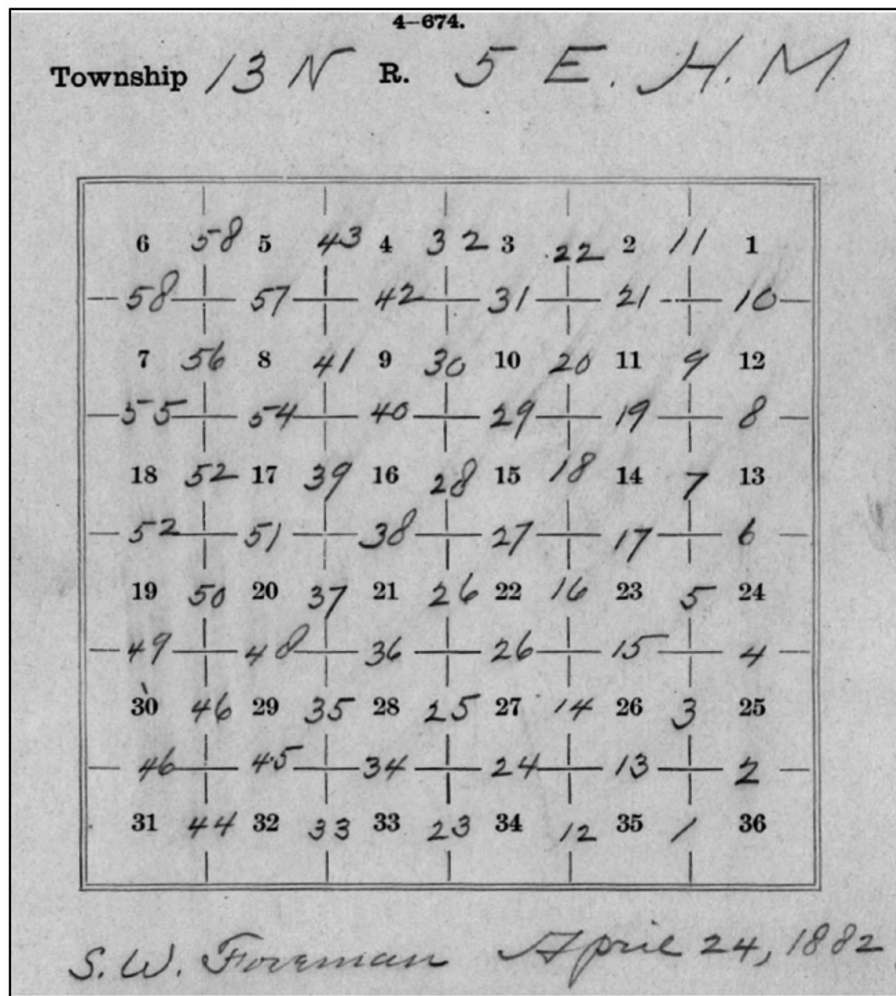 4—674.
Township 13 N R. 5 E. H. M
6 58 5 43 4 32 3 22 2 11 1
58 57 42 31 21 10
7 56 8 41 9 30 10 20 11 9 12
55 54 40 29 19 8
18 52 17 39 16 28 15 18 14 7 13
52 51 38 27 17 6
19 50 20 37 21 26 22 16 23 5 24
49 48 36 26 15 4
30 46 29 35 28 25 27 14 26 3 25
46 45 34 24 13 2
31 44 32 33 33 23 34 12 35 1 36
S. W. Foreman April 24, 1882